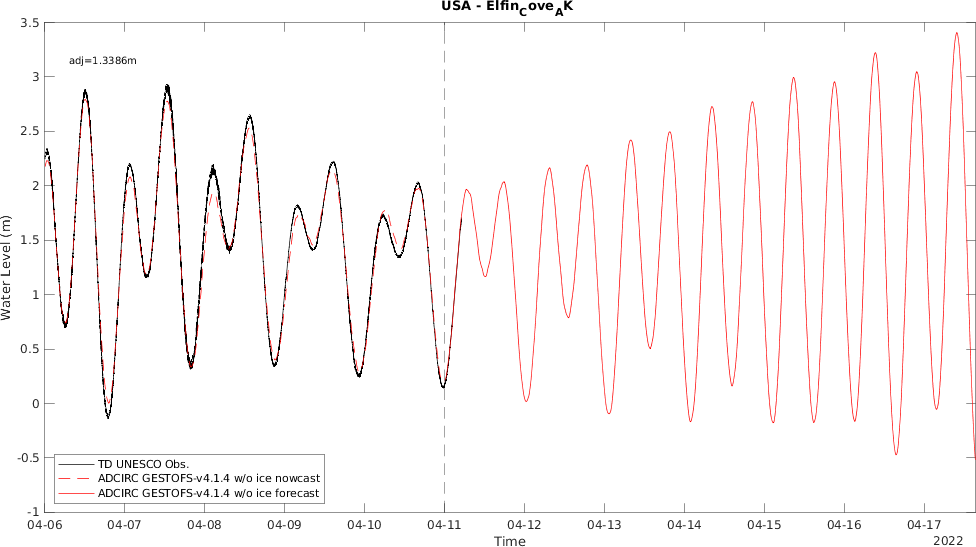 USA - Elfin_Cove_AK
adj=1.3386m
3.5
3
2.5
2
1.5
1
0.5
0
-0.5
-1
Water Level (m)
TD UNESCO Obs.
ADCIRC GESTOFS-v4.1.4 w/o ice nowcast
ADCIRC GESTOFS-v4.1.4 w/o ice forecast
04-06 04-07 04-08 04-09 04-10 04-11 04-12 04-13 04-14 04-15 04-16 04-17
Time
2022